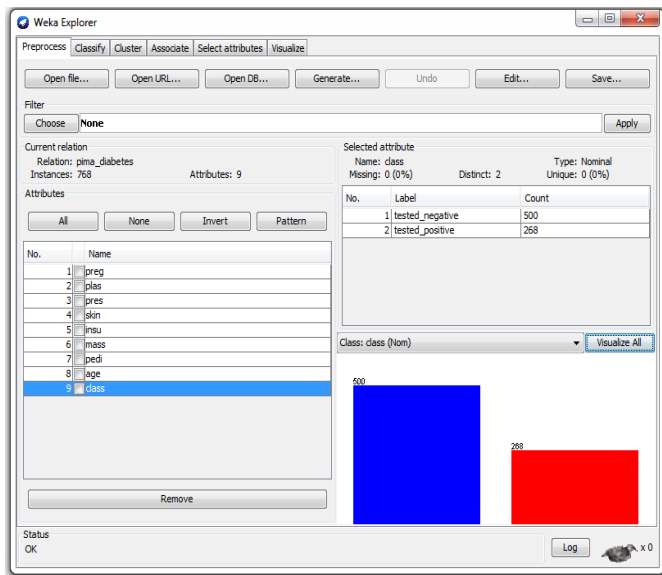 Weka Explorer
Preprocess Classify Cluster Associate Select attributes Visualize
Open file... Open URL... Open DB... Generate... Undo Edit... Save...
Filter
Choose None Apply
Current relation
Relation: pima_diabetes
Instances: 768 Attributes: 9
Attributes
All None Invert Pattern
No. Name
1 preg
2 plas
3 pres
4 skin
5 insu
6 mass
7 pedi
8 age
9 class
Remove
Selected attribute
Name: class Type: Nominal
Missing: 0 (0%) Distinct: 2 Unique: 0 (0%)
No. Label Count
1 tested_negative 500
2 tested_positive 268
Class: class (Nom) Visualize All
500
268
Status
OK
Log x 0